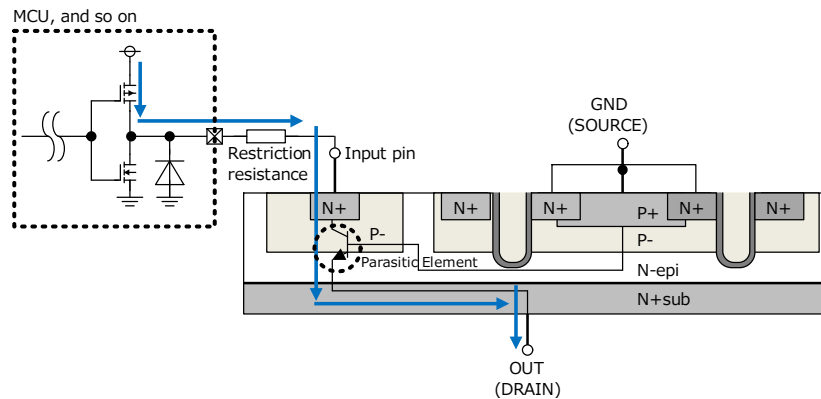 MCU, and so on
Restriction
resistance
Input pin
GND
(SOURCE)
N+
N+
N+
P+
N+
N+
P-
P-
Parasitic Element
N-epi
N+sub
OUT
(DRAIN)